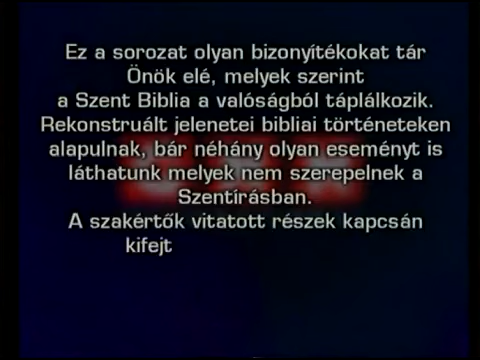 Ez a sorozat olyan bizonyítékokat tár
Önök elé, melyek szerint
a Szent Biblia a valóságból táplálkozik.
Rekonstruált jelenetei bibliai történeteken
alapulnak, bár néhány olyan eseményt is
láthatunk melyek nem szerepelnek a
Szentírásban.
A szakértők vitatott részek kapcsán
kifejt